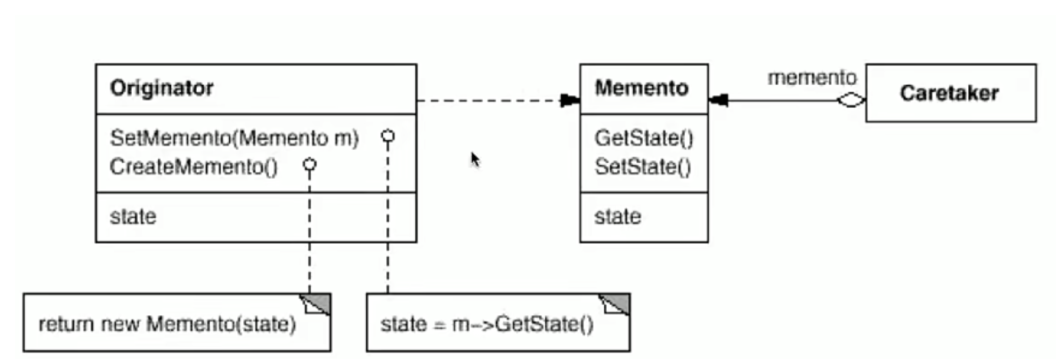 Originator
SetMemento(Memento m)
CreateMemento()
state
Memento
GetState()
SetState()
state
memento
Caretaker
return new Memento(state)
state = m->GetState()